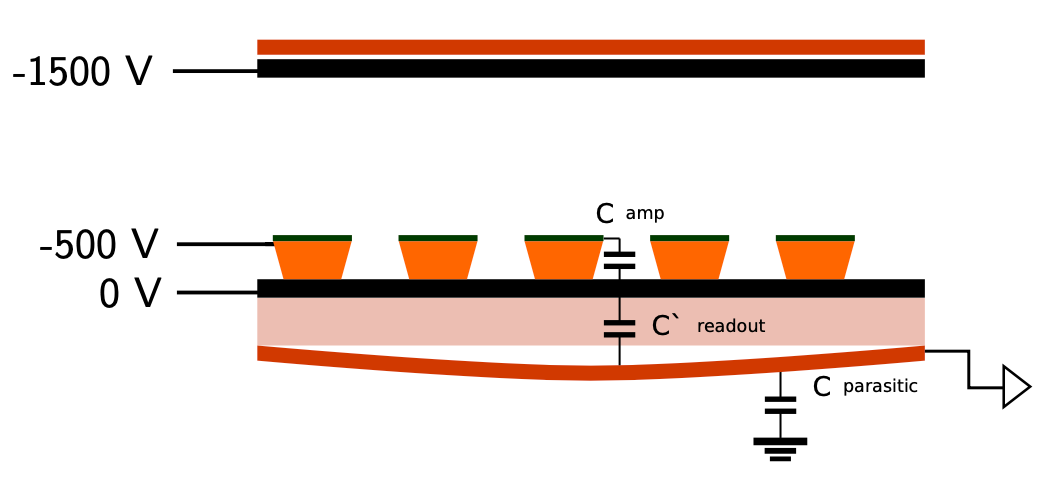 -1500 V
C amp
-500 V
0 V
C` readout
C parasitic